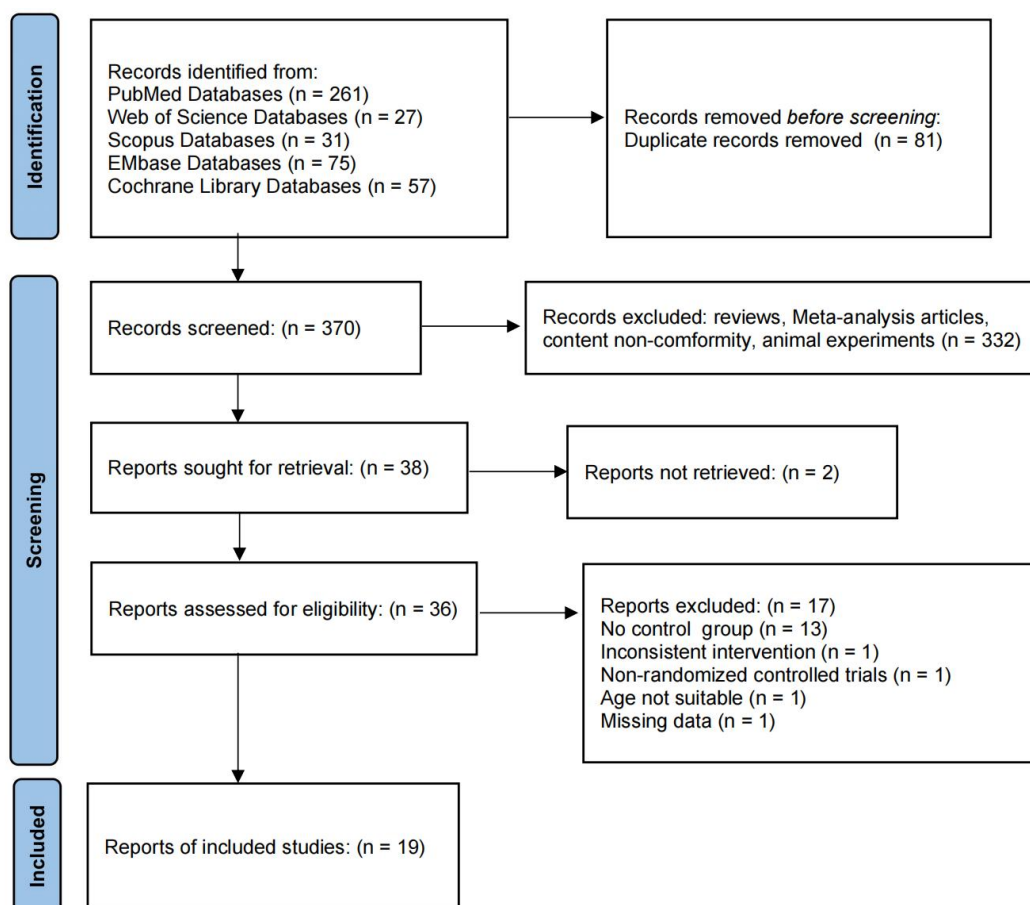 Identification
Records identified from:
PubMed Databases (n = 261)
Web of Science Databases (n = 27)
Scopus Databases (n = 31)
EMbase Databases (n = 75)
Cochrane Library Databases (n = 57)
Records removed before screening:
Duplicate records removed (n = 81)
Screening
Records screened: (n = 370)
Records excluded: reviews, Meta-analysis articles,
content non-comformity, animal experiments (n = 332)
Reports sought for retrieval: (n = 38)
Reports not retrieved: (n = 2)
Reports assessed for eligibility: (n = 36)
Reports excluded: (n = 17)
No control group (n = 13)
Inconsistent intervention (n = 1)
Non-randomized controlled trials (n = 1)
Age not suitable (n = 1)
Missing data (n = 1)
Included
Reports of included studies: (n = 19)